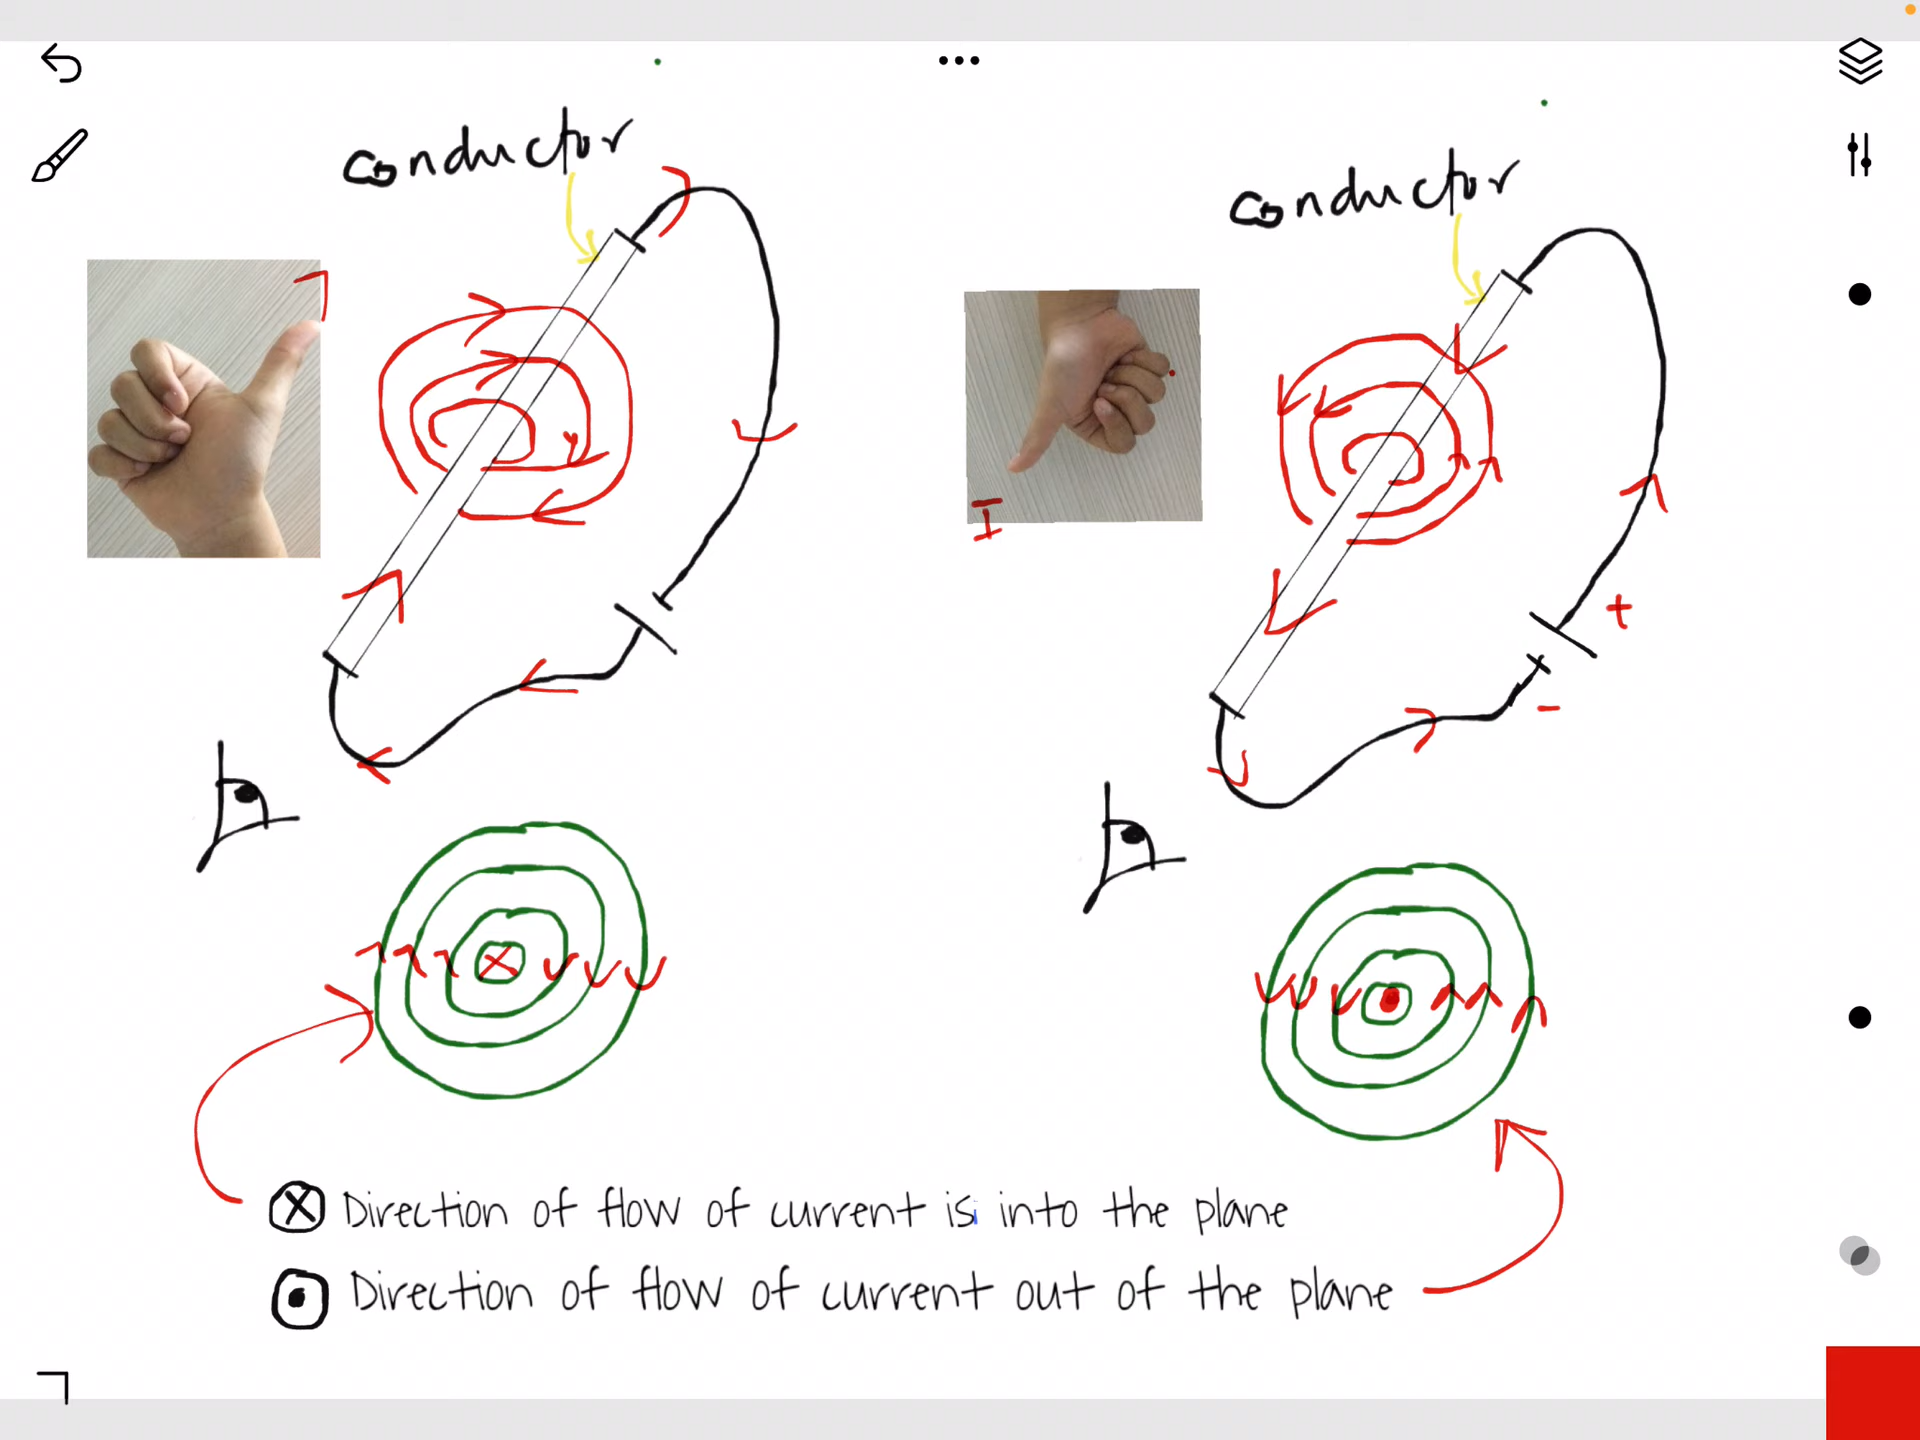 conductor
conductor
I
+
-
Direction of flow of current is into the plane
Direction of flow of current out of the plane